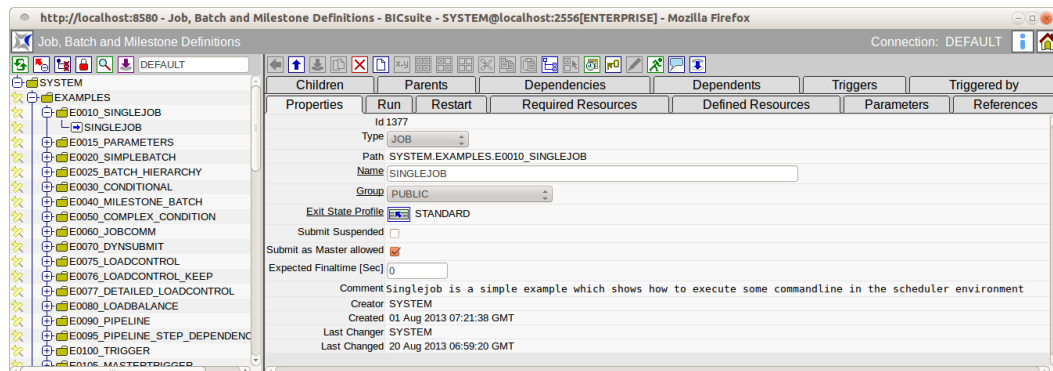 http://localhost:8580 - Job, Batch and Milestone Definitions - BICsuite - SYSTEM@localhost:2556[ENTERPRISE] - Mozilla Firefox
Job, Batch and Milestone Definitions
Connection: DEFAULT
DEFAULT
SYSTEM
EXAMPLES
E0010_SINGLEJOB
SINGLEJOB
E0015_PARAMETERS
E0020_SIMPLEBATCH
E0025_BATCH_HIERARCHY
E0030_CONDITIONAL
E0040_MILESTONE_BATCH
E0050_COMPLEX_CONDITION
E0060_JOBCOMM
E0070_DYNSUBMIT
E0075_LOADCONTROL
E0076_LOADCONTROL_KEEP
E0077_DETAILED_LOADCONTROL
E0080_LOADBALANCE
E0090_PIPELINE
E0095_PIPELINE_STEP_DEPENDENC
E0100_TRIGGER
E0105_MASTERTRIGGER
Children Parents Dependencies Dependents Triggers Triggered by
Properties Run Restart Required Resources Defined Resources Parameters References
Id 1377
Type JOB
Path SYSTEM.EXAMPLES.E0010_SINGLEJOB
Name SINGLEJOB
Group PUBLIC
Exit State Profile STANDARD
Submit Suspended
Submit as Master allowed
Expected Finaltime [Sec] 0
Comment Singlejob is a simple example which shows how to execute some commandline in the scheduler environment
Creator SYSTEM
Created 01 Aug 2013 07:21:38 GMT
Last Changer SYSTEM
Last Changed 20 Aug 2013 06:59:20 GMT